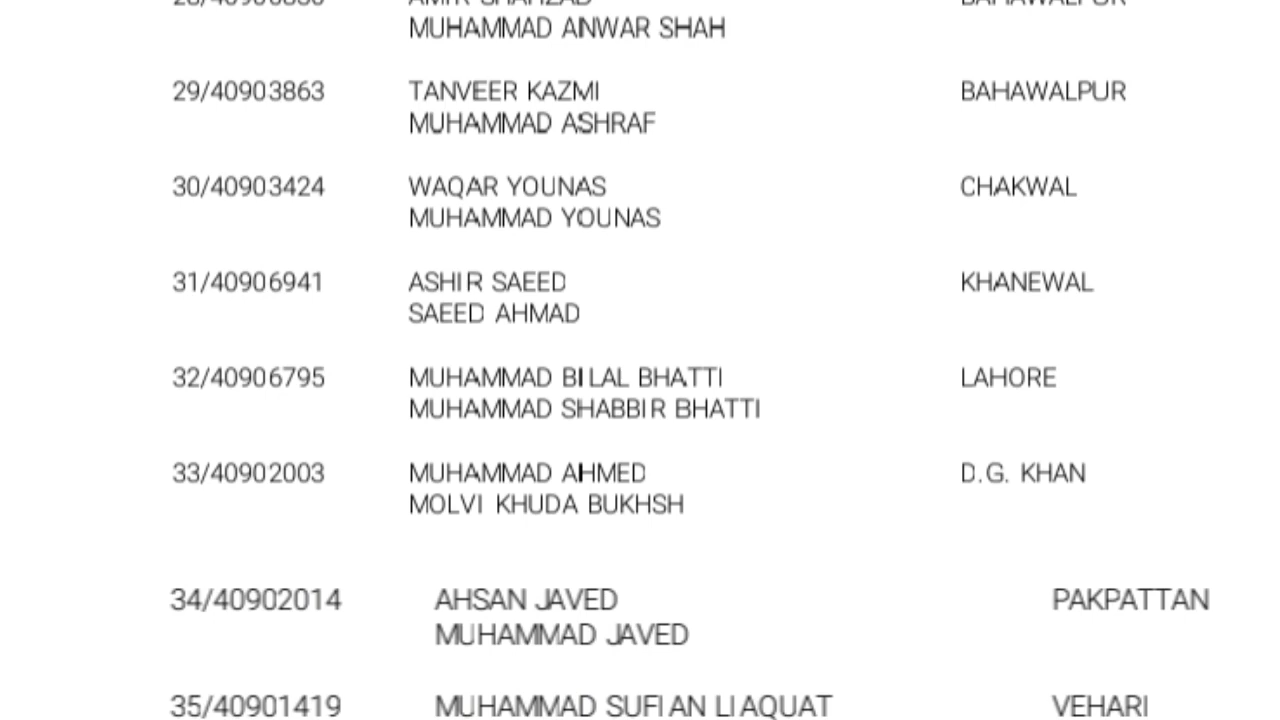 MUHAMMAD ANWAR SHAH
29/40903863 TANVEER KAZMI BAHAWALPUR
MUHAMMAD ASHRAF
30/40903424 WAQAR YOUNAS CHAKWAL
MUHAMMAD YOUNAS
31/40906941 ASHIR SAEED KHANEWAL
SAEED AHMAD
32/40906795 MUHAMMAD BILAL BHATTI LAHORE
MUHAMMAD SHABBIR BHATTI
33/40902003 MUHAMMAD AHMED D.G. KHAN
MOLVI KHUDA BUKHSH
34/40902014 AHSAN JAVED PAKPATTAN
MUHAMMAD JAVED
35/40901419 MUHAMMAD SUFIAN LIAQUAT VEHARI